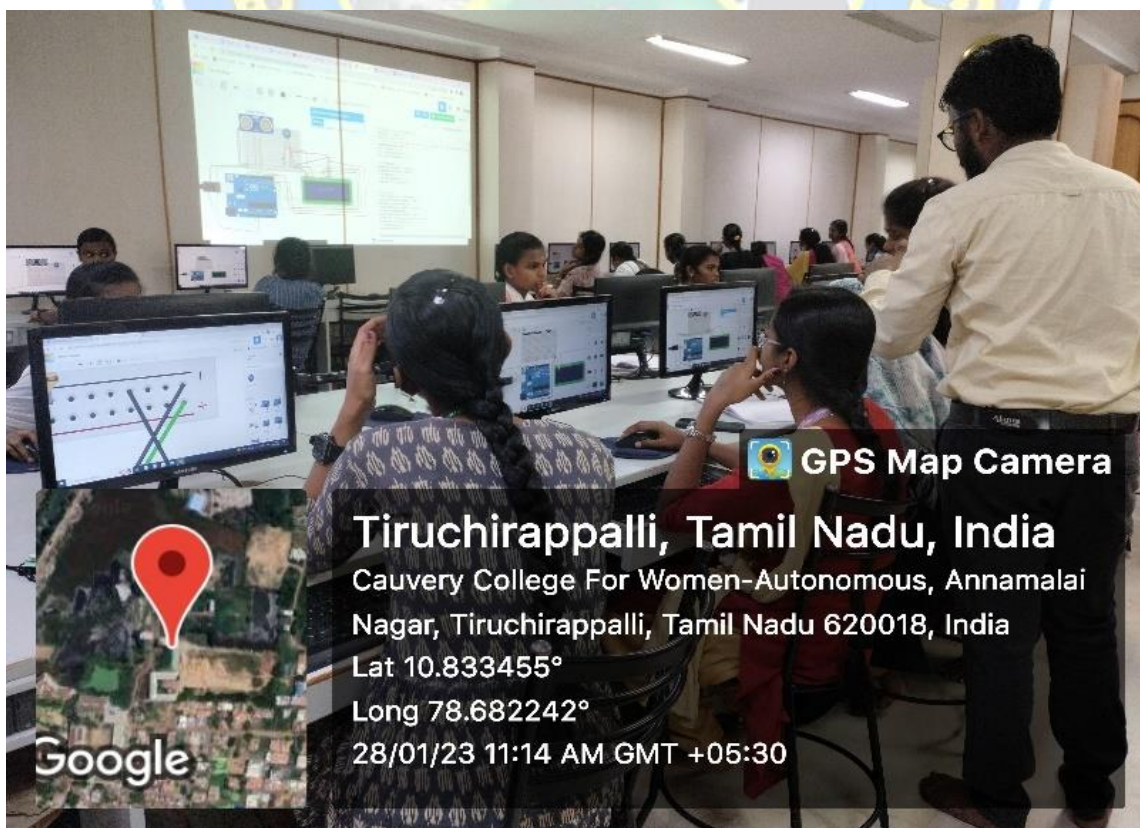 GPS Map Camera
Tiruchirappalli, Tamil Nadu, India
Cauvery College For Women-Autonomous, Annamalai
Nagar, Tiruchirappalli, Tamil Nadu 620018, India
Lat 10.833455°
Long 78.682242°
28/01/23 11:14 AM GMT +05:30
Google